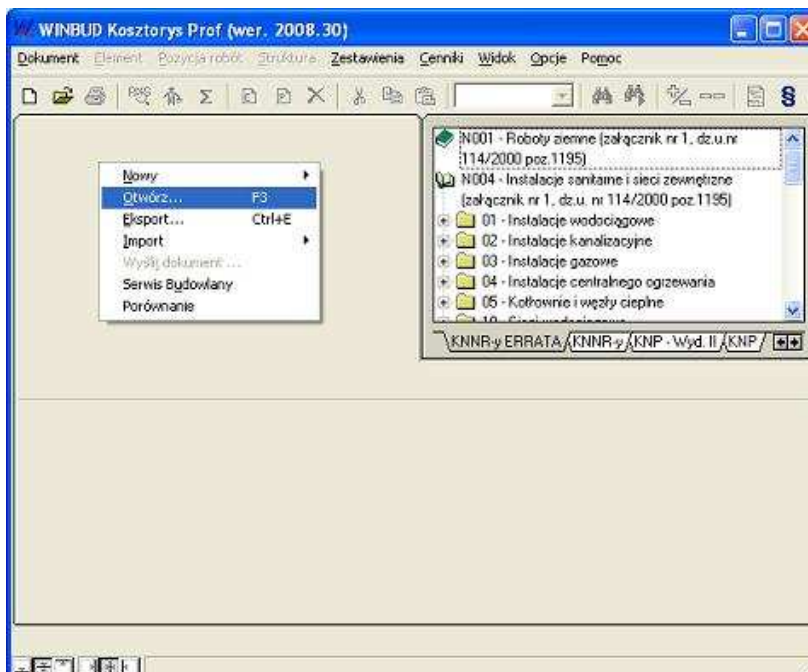 WINBUD Kosztorys Prof (wer. 2008.30)
Dokument Element Pozycja robót Struktura Zestawienia Cenniki Widok Opcje Pomoc
N001 - Roboty ziemne (załącznik nr 1, dz.u.nr
114/2000 poz.1195)
N004 - Instalacje sanitarne i sieci zewnętrzne
(załącznik nr 1, dz.u. nr 114/2000 poz.1195)
01 - Instalacje wodociągowe
02 - Instalacje kanalizacyjne
03 - Instalacje gazowe
04 - Instalacje centralnego ogrzewania
05 - Kotłownie i węzły cieplne
KNNR-y ERRATA KNNR-y KNP - Wyd. II KNP
Nowy
Otwórz... F3
Eksport... Ctrl+E
Import
Wyślij dokument ...
Serwis Budowlany
Porównanie